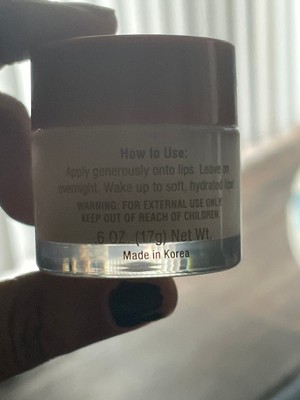 How to Use:
Apply generously onto lips. Leave on
overnight. Wake up to soft, hydrated lips!
WARNING: FOR EXTERNAL USE ONLY.
KEEP OUT OF REACH OF CHILDREN.
.6 OZ. (17g) Net Wt.
Made in Korea